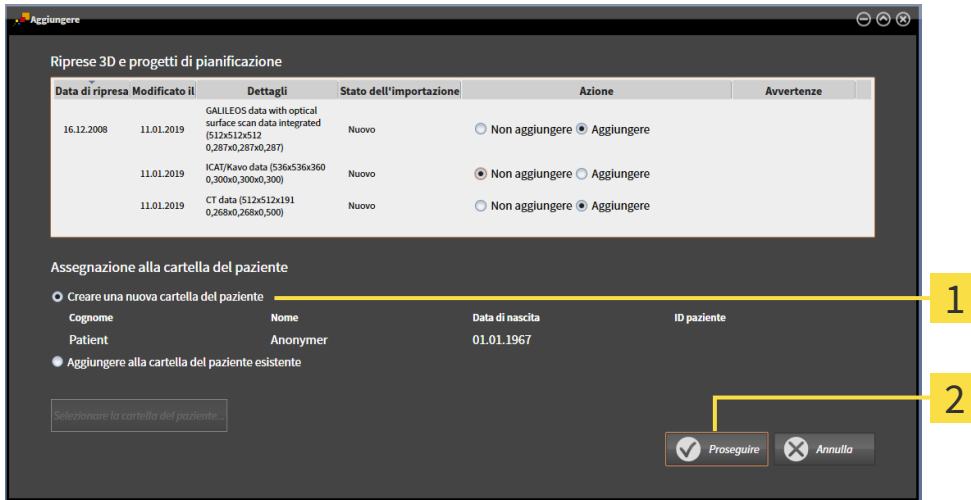 Aggiungere
Riprese 3D e progetti di pianificazione
Data di ripresa Modificato il Dettagli Stato dell'importazione Azione Avvertenze
GALILEOS data with optical
surface scan data integrated
(512x512x512
0,287x0,287x0,287)
16.12.2008 11.01.2019 Nuovo Non aggiungere Aggiungere
ICAT/Kavo data (536x536x360
0,300x0,300x0,300)
11.01.2019 Nuovo Non aggiungere Aggiungere
CT data (512x512x191
0,268x0,268x0,500)
11.01.2019 Nuovo Non aggiungere Aggiungere
Assegnazione alla cartella del paziente
Creare una nuova cartella del paziente
1
Cognome Nome Data di nascita ID paziente
Patient Anonymer 01.01.1967
Aggiungere alla cartella del paziente esistente
2
Selezionare la cartella del paziente...
Proseguire Annulla